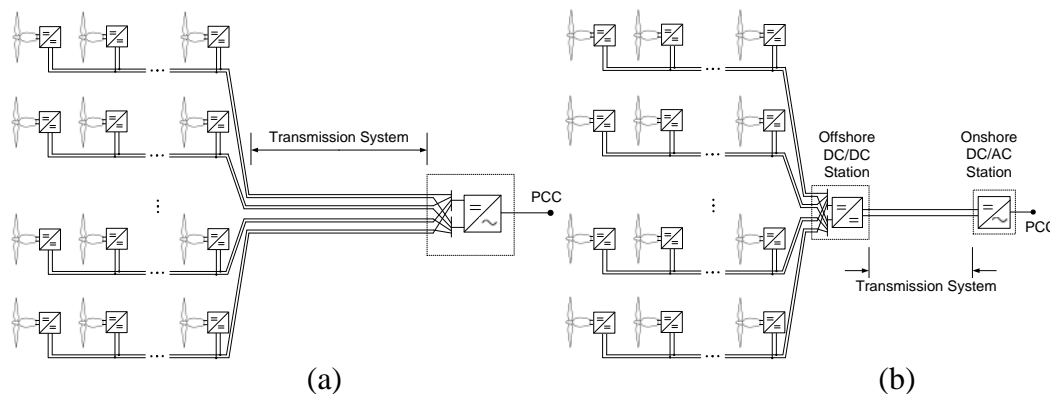 Transmission System
PCC
(a)
Offshore
DC/DC
Station
Onshore
DC/AC
Station
PCC
Transmission System
(b)